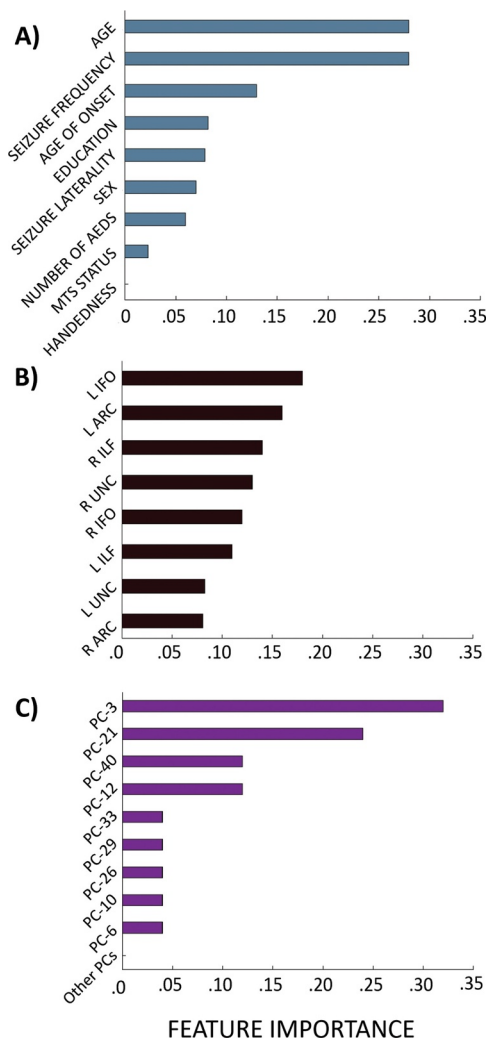 A)
AGE
SEIZURE FREQUENCY
AGE OF ONSET
EDUCATION
SEIZURE LATERALITY
SEX
NUMBER OF AEDS
MTS STATUS
HANDEDNESS
0 .05 .10 .15 .20 .25 .30 .35
B)
L IFO
L ARC
R ILF
R UNC
R IFO
L ILF
L UNC
R ARC
.0 .05 .10 .15 .20 .25 .30 .35
C)
PC-3
PC-21
PC-40
PC-12
PC-33
PC-29
PC-26
PC-10
PC-6
Other PCs
.0 .05 .10 .15 .20 .25 .30 .35
FEATURE IMPORTANCE